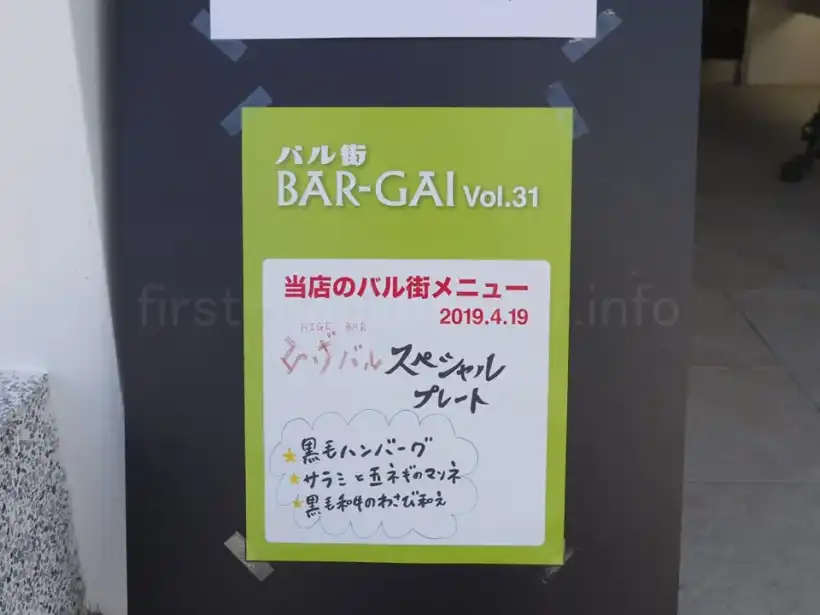 バル街
BAR-GAI Vol.31
当店のバル街メニュー
2019.4.19
HIGE BAR
ひげバル スペシャル
プレート
黒毛ハンバーグ
サラミと玉ネギのマリネ
黒毛和牛のわさび和え